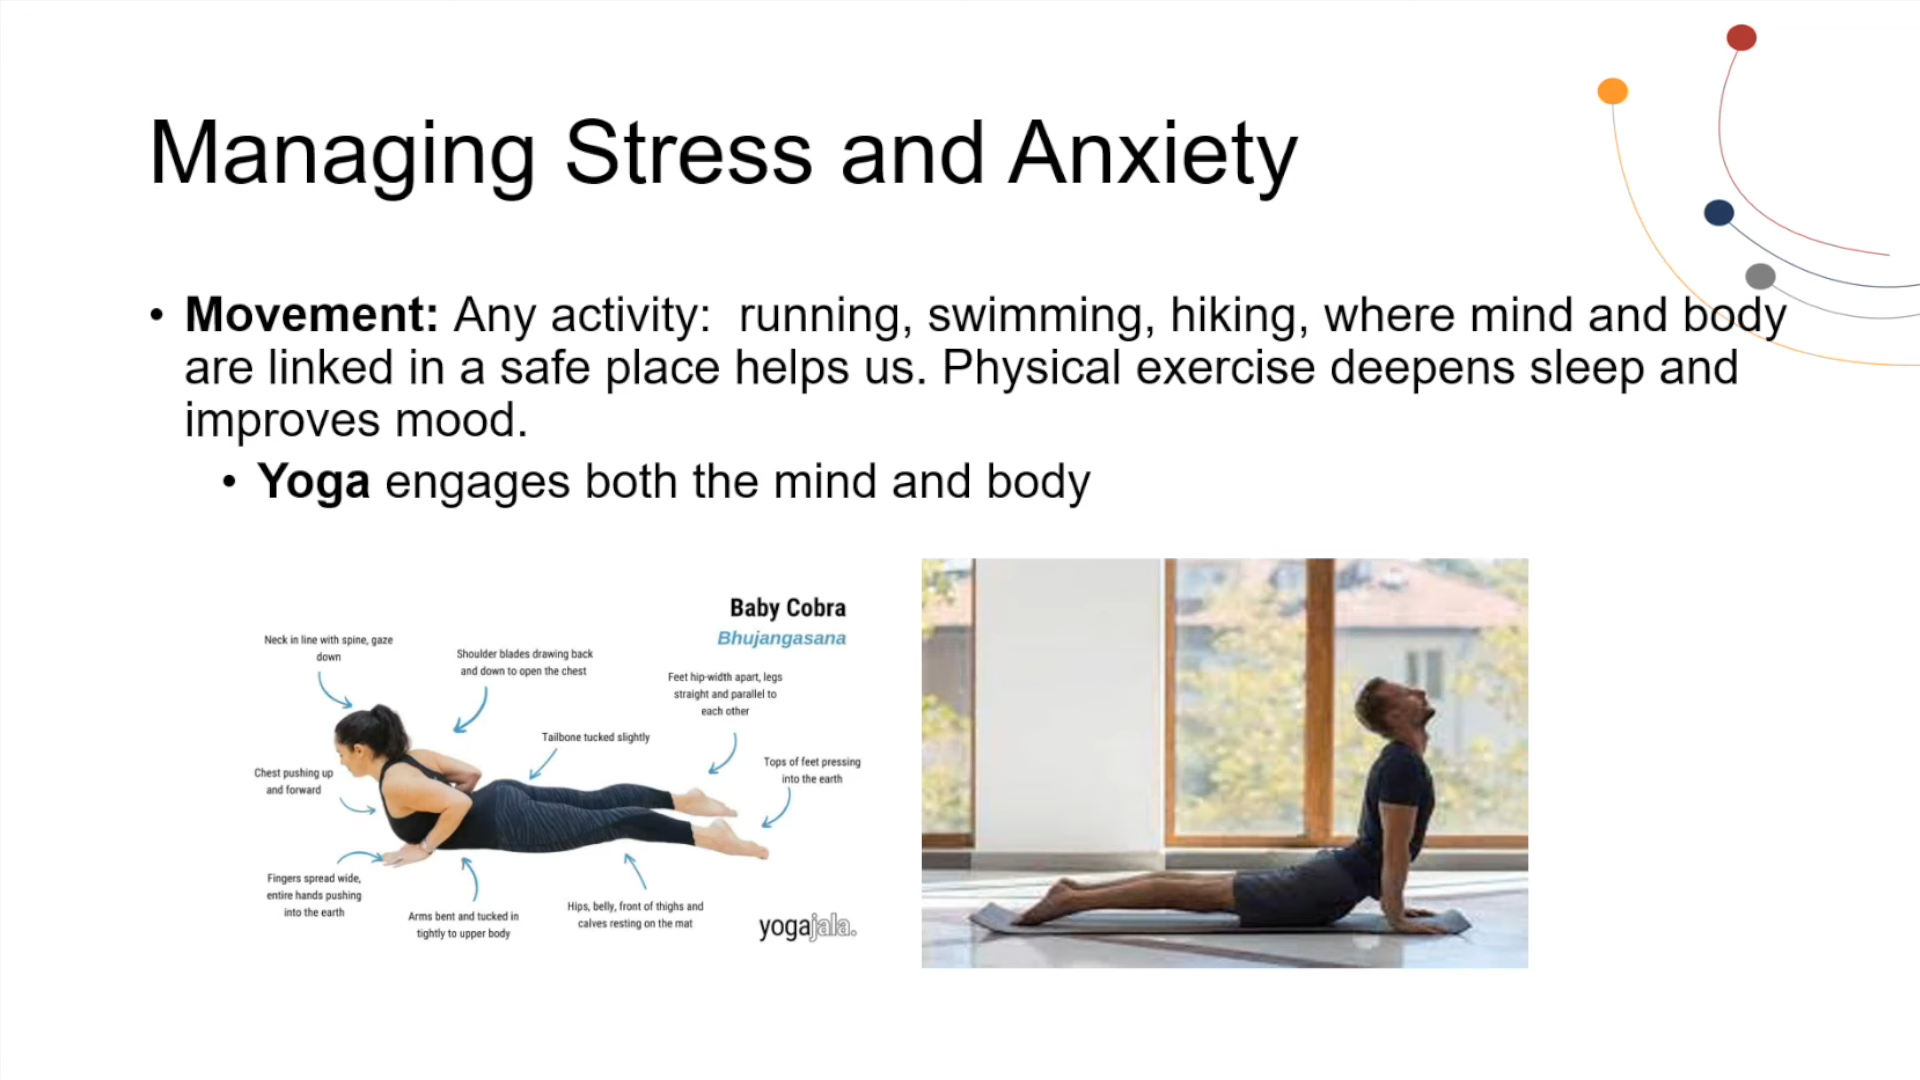 Managing Stress and Anxiety
• Movement: Any activity:  running, swimming, hiking, where mind and body
are linked in a safe place helps us. Physical exercise deepens sleep and
improves mood.
• Yoga engages both the mind and body
Baby Cobra
Bhujangasana
Neck in line with spine, gaze
down
Shoulder blades drawing back
and down to open the chest
Feet hip-width apart, legs
straight and parallel to
each other
Tailbone tucked slightly
Tops of feet pressing
into the earth
Chest pushing up
and forward
Fingers spread wide,
entire hands pushing
into the earth
Arms bent and tucked in
tightly to upper body
Hips, belly, front of thighs and
calves resting on the mat
yogajala.